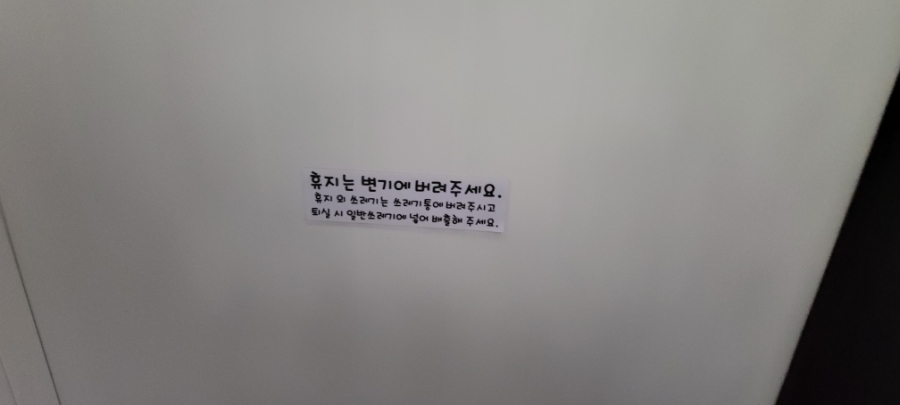 휴지는 변기에 버려주세요.
휴지 외 쓰레기는 쓰레기통에 버려주시고
퇴실 시 일반쓰레기에 넣어 배출해 주세요.